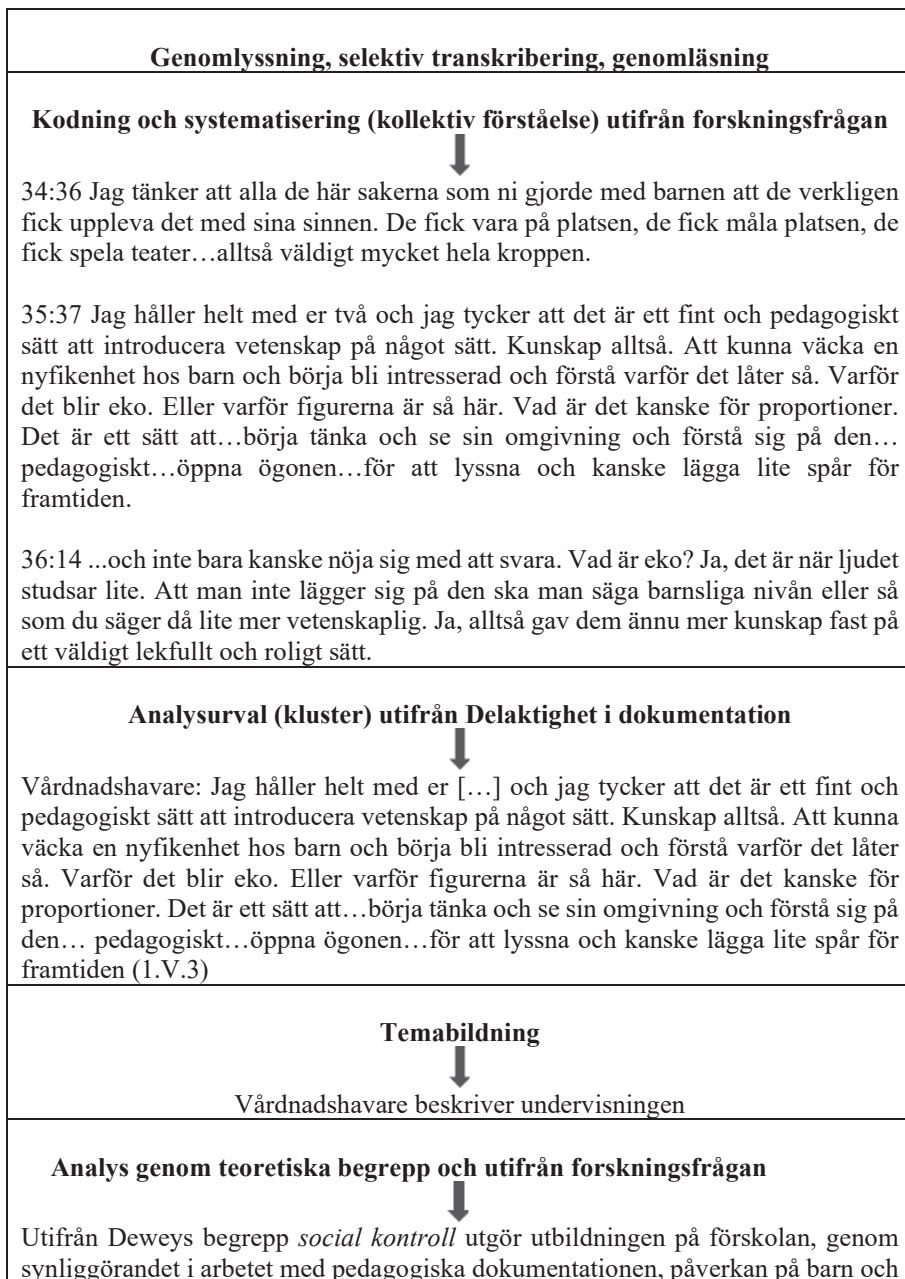 Genomlyssning, selektiv transkribering, genomläsning
Kodning och systematisering (kollektiv förståelse) utifrån forskningsfrågan
34:36 Jag tänker att alla de här sakerna som ni gjorde med barnen att de verkligen
fick uppleva det med sina sinnen. De fick vara på platsen, de fick måla platsen, de
fick spela teater…alltså väldigt mycket hela kroppen.
35:37 Jag håller helt med er två och jag tycker att det är ett fint och pedagogiskt
sätt att introducera vetenskap på något sätt. Kunskap alltså. Att kunna väcka en
nyfikenhet hos barn och börja bli intresserad och förstå varför det låter så. Varför
det blir eko. Eller varför figurerna är så här. Vad är det kanske för proportioner.
Det är ett sätt att…börja tänka och se sin omgivning och förstå sig på den…
pedagogiskt…öppna ögonen…för att lyssna och kanske lägga lite spår för
framtiden.
36:14 ...och inte bara kanske nöja sig med att svara. Vad är eko? Ja, det är när ljudet
studsar lite. Att man inte lägger sig på den ska man säga barnsliga nivån eller så
som du säger då lite mer vetenskaplig. Ja, alltså gav dem ännu mer kunskap fast på
ett väldigt lekfullt och roligt sätt.
Analysurval (kluster) utifrån Delaktighet i dokumentation
Vårdnadshavare: Jag håller helt med er […] och jag tycker att det är ett fint och
pedagogiskt sätt att introducera vetenskap på något sätt. Kunskap alltså. Att kunna
väcka en nyfikenhet hos barn och börja bli intresserad och förstå varför det låter
så. Varför det blir eko. Eller varför figurerna är så här. Vad är det kanske för
proportioner. Det är ett sätt att…börja tänka och se sin omgivning och förstå sig på
den… pedagogiskt…öppna ögonen…för att lyssna och kanske lägga lite spår för
framtiden (1.V.3)
Temabildning
Vårdnadshavare beskriver undervisningen
Analys genom teoretiska begrepp och utifrån forskningsfrågan
Utifrån Deweys begrepp social kontroll utgör utbildningen på förskolan, genom
synliggörandet i arbetet med pedagogiska dokumentationen, påverkan på barn och